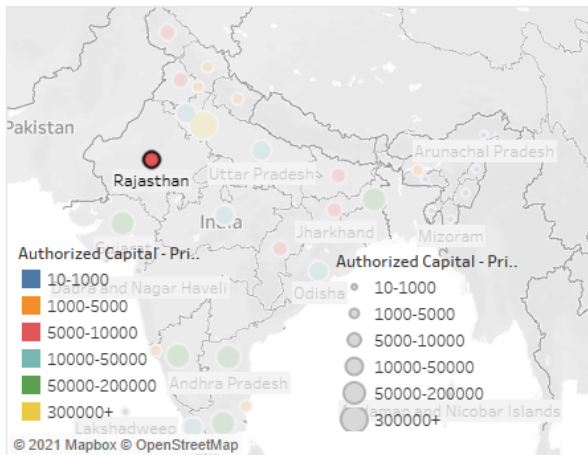 Pakistan
Arunachal Pradesh
Rajasthan
Uttar Pradesh
India
Jharkhand
Gujarat
Mizoram
Authorized Capital - Pri..
10-1000
1000-5000
5000-10000
10000-50000
50000-200000
300000+
Dadra and Nagar Haveli
Odisha
Authorized Capital - Pri..
10-1000
1000-5000
5000-10000
10000-50000
50000-200000
300000+
Andhra Pradesh
Andaman and Nicobar Islands
Lakshadweep
© 2021 Mapbox © OpenStreetMap